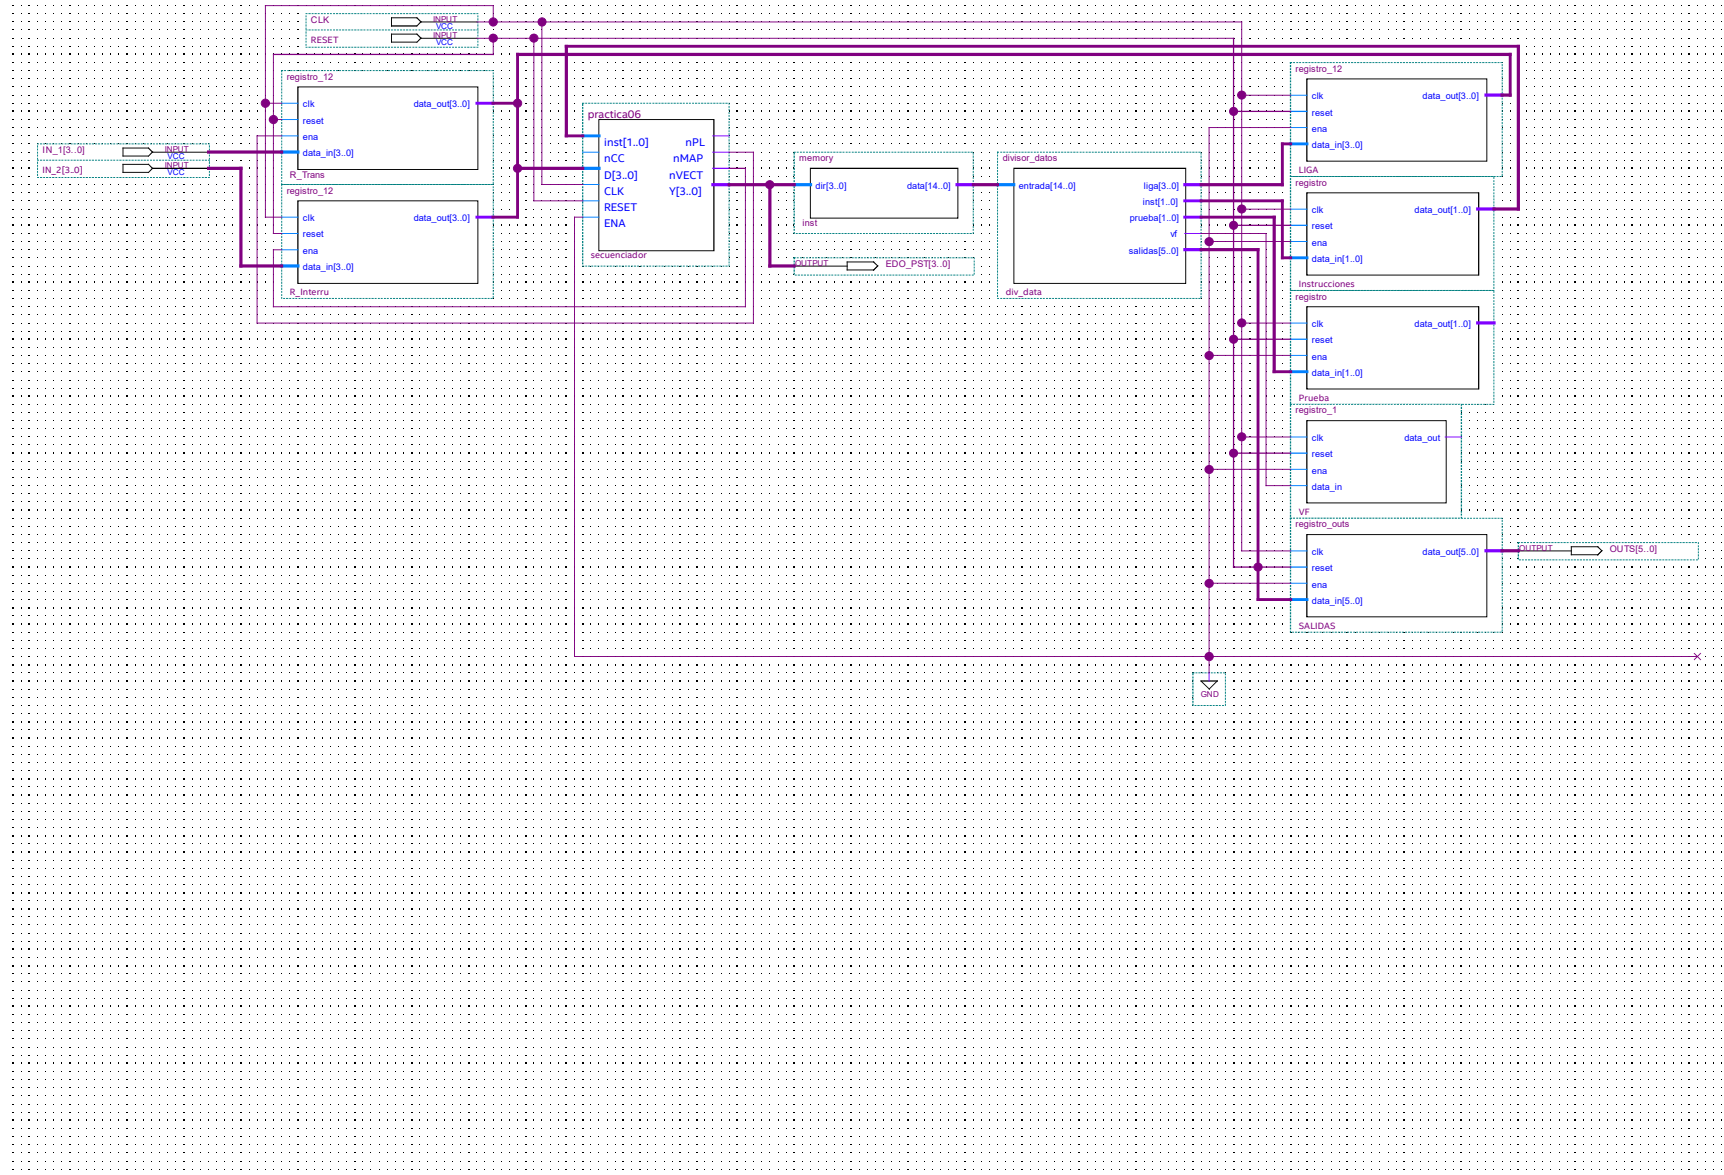 CLK INPUT
VCC
RESET INPUT
VCC
IN_1[3..0] INPUT
VCC
IN_2[3..0] INPUT
VCC
registro_12
clk data_out[3..0]
reset
ena
data_in[3..0]
R_Trans
registro_12
clk data_out[3..0]
reset
ena
data_in[3..0]
R_Interru
practica06
inst[1..0] nPL
nCC nMAP
D[3..0] nVECT
CLK Y[3..0]
RESET
ENA
secuenciador
memory
dir[3..0] data[14..0]
inst
OUTPUT EDO_PST[3..0]
divisor_datos
entrada[14..0] liga[3..0]
inst[1..0]
prueba[1..0]
vf
salidas[5..0]
div_data
registro_12
clk data_out[3..0]
reset
ena
data_in[3..0]
LIGA
registro
clk data_out[1..0]
reset
ena
data_in[1..0]
Instrucciones
registro
clk data_out[1..0]
reset
ena
data_in[1..0]
Prueba
registro_1
clk data_out
reset
ena
data_in
VF
registro_outs
clk data_out[5..0]
reset
ena
data_in[5..0]
SALIDAS
OUTPUT OUTS[5..0]
GND